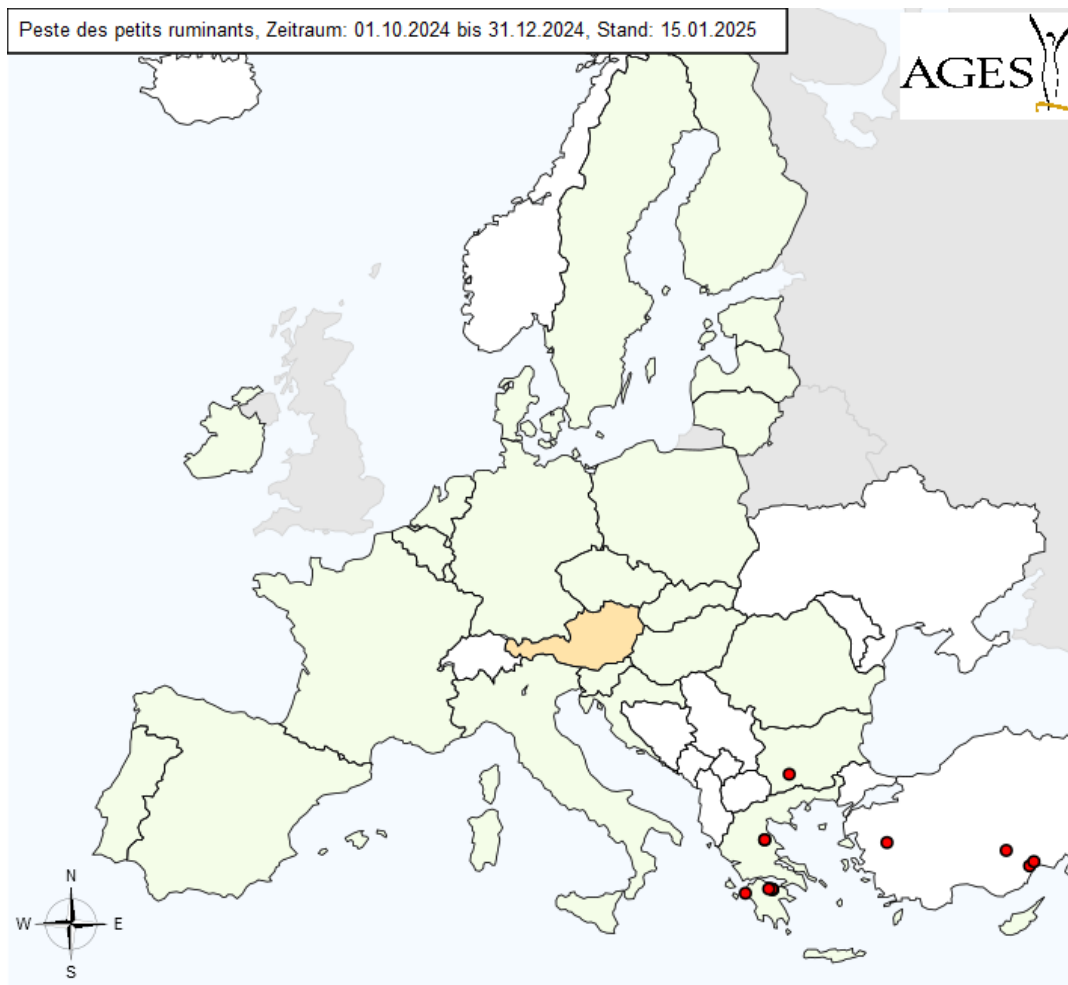 Peste des petits ruminants, Zeitraum: 01.10.2024 bis 31.12.2024, Stand: 15.01.2025
AGES
N
W E
S